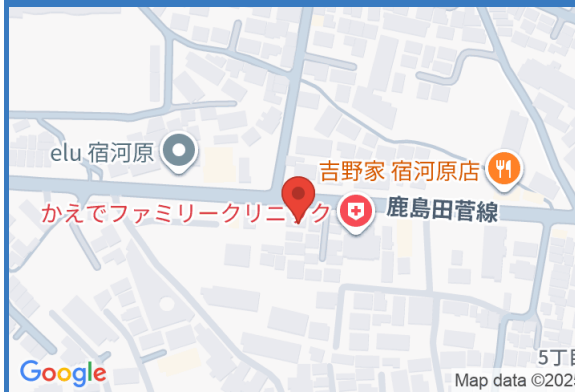 elu 宿河原
吉野家 宿河原店
かえでファミリークリニック
鹿島田菅線
5丁目
Google
Map data ©2025